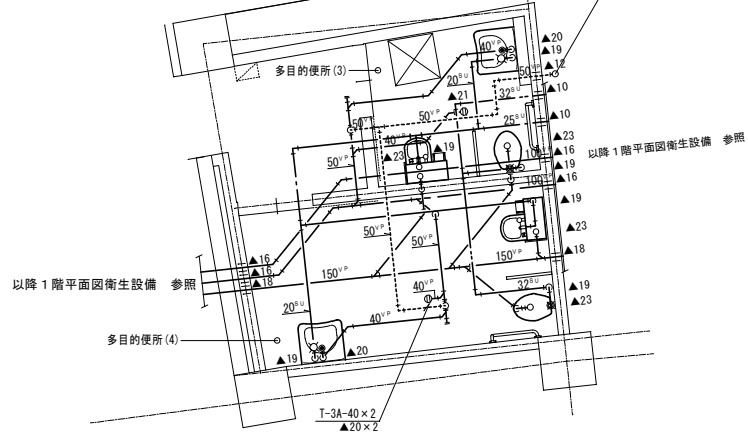 ▲20
40VP
▲19
▲12
50VP
多目的便所(3)
20SU
▲21
32SU
▲10
50VP
50VP
25SU
▲10
40VP
▲23
▲19
▲23
以降１階平面図衛生設備　参照
50VP
100
▲16
▲19
▲16
100
▲19
50VP
▲23
50VP
▲16
▲16
▲18
150VP
150VP
▲18
以降１階平面図衛生設備　参照
20SU
40VP
32SU
▲19
▲23
40VP
多目的便所(4)
▲19
▲20
T-3A-40×2
▲20×2